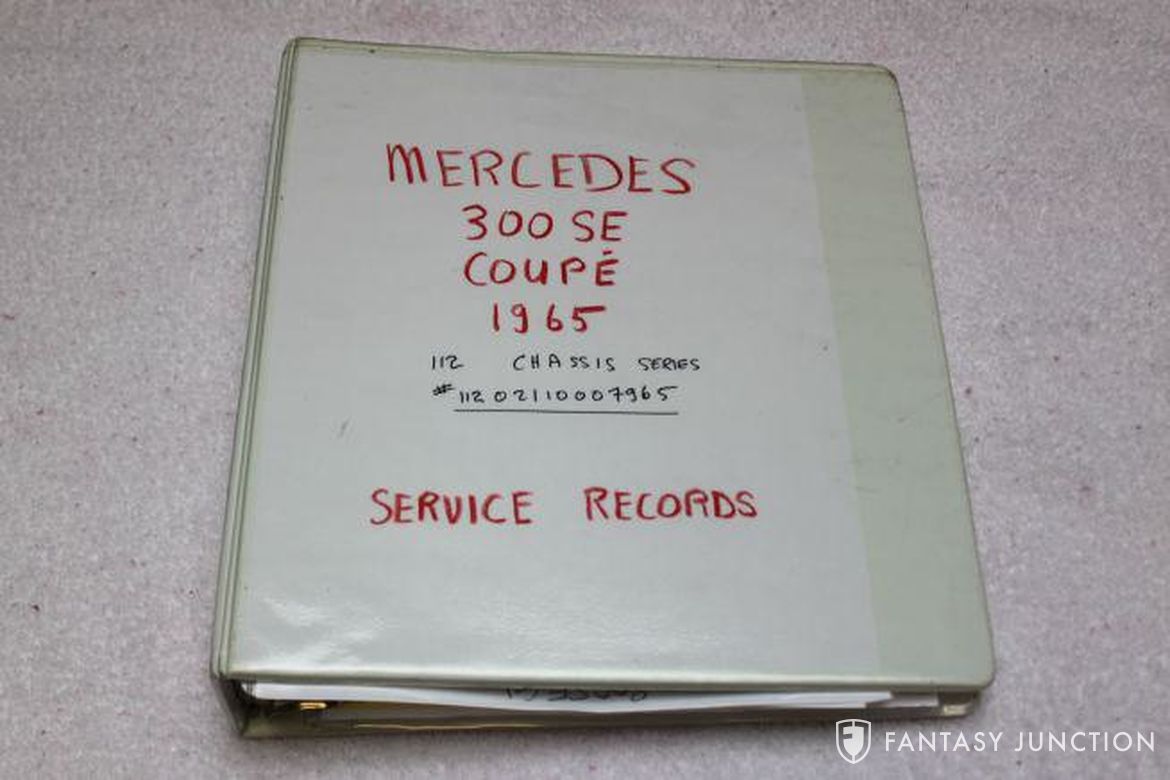 MERCEDES
300 SE
COUPÉ
1965
112 CHASSIS SERIES
#11202110007965
SERVICE RECORDS
FANTASY JUNCTION